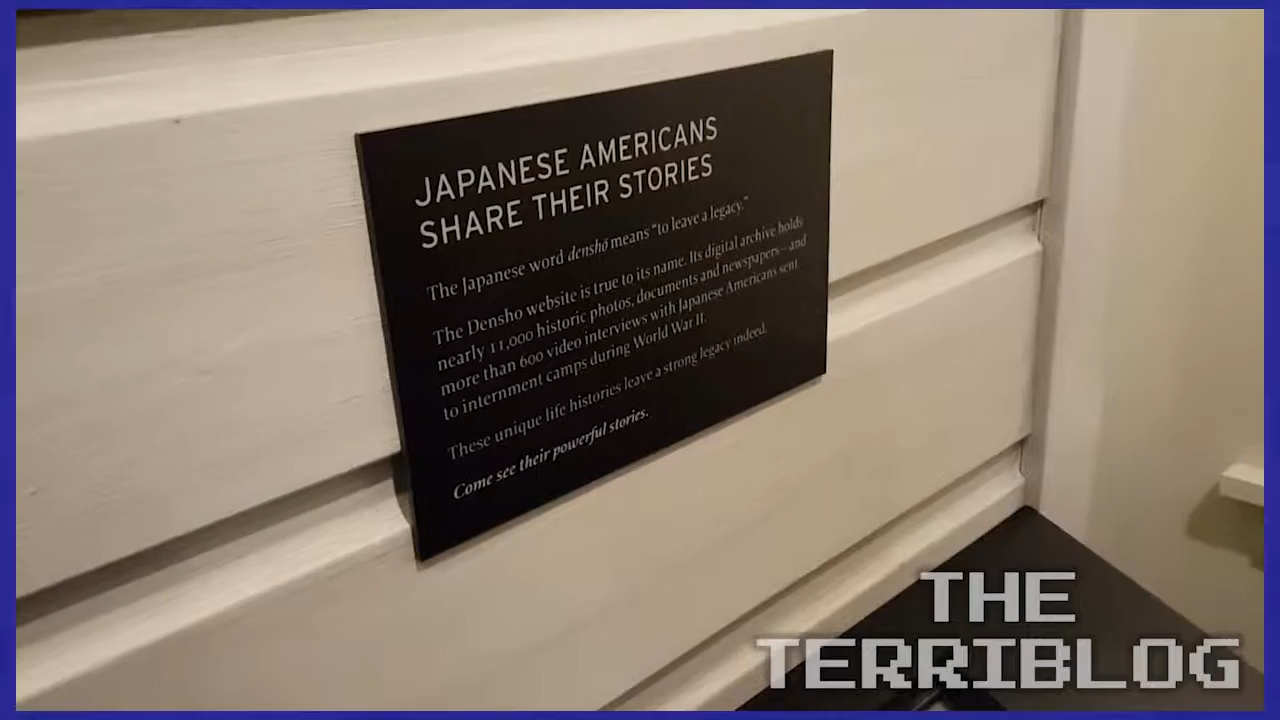 JAPANESE AMERICANS
SHARE THEIR STORIES
The Japanese word denshō means “to leave a legacy.”
The Densho website is true to its name. Its digital archive holds
nearly 11,000 historic photos, documents and newspapers—and
more than 600 video interviews with Japanese Americans sent
to internment camps during World War II.
These unique life histories leave a strong legacy indeed.
Come see their powerful stories.
THE
TERRIBLOG